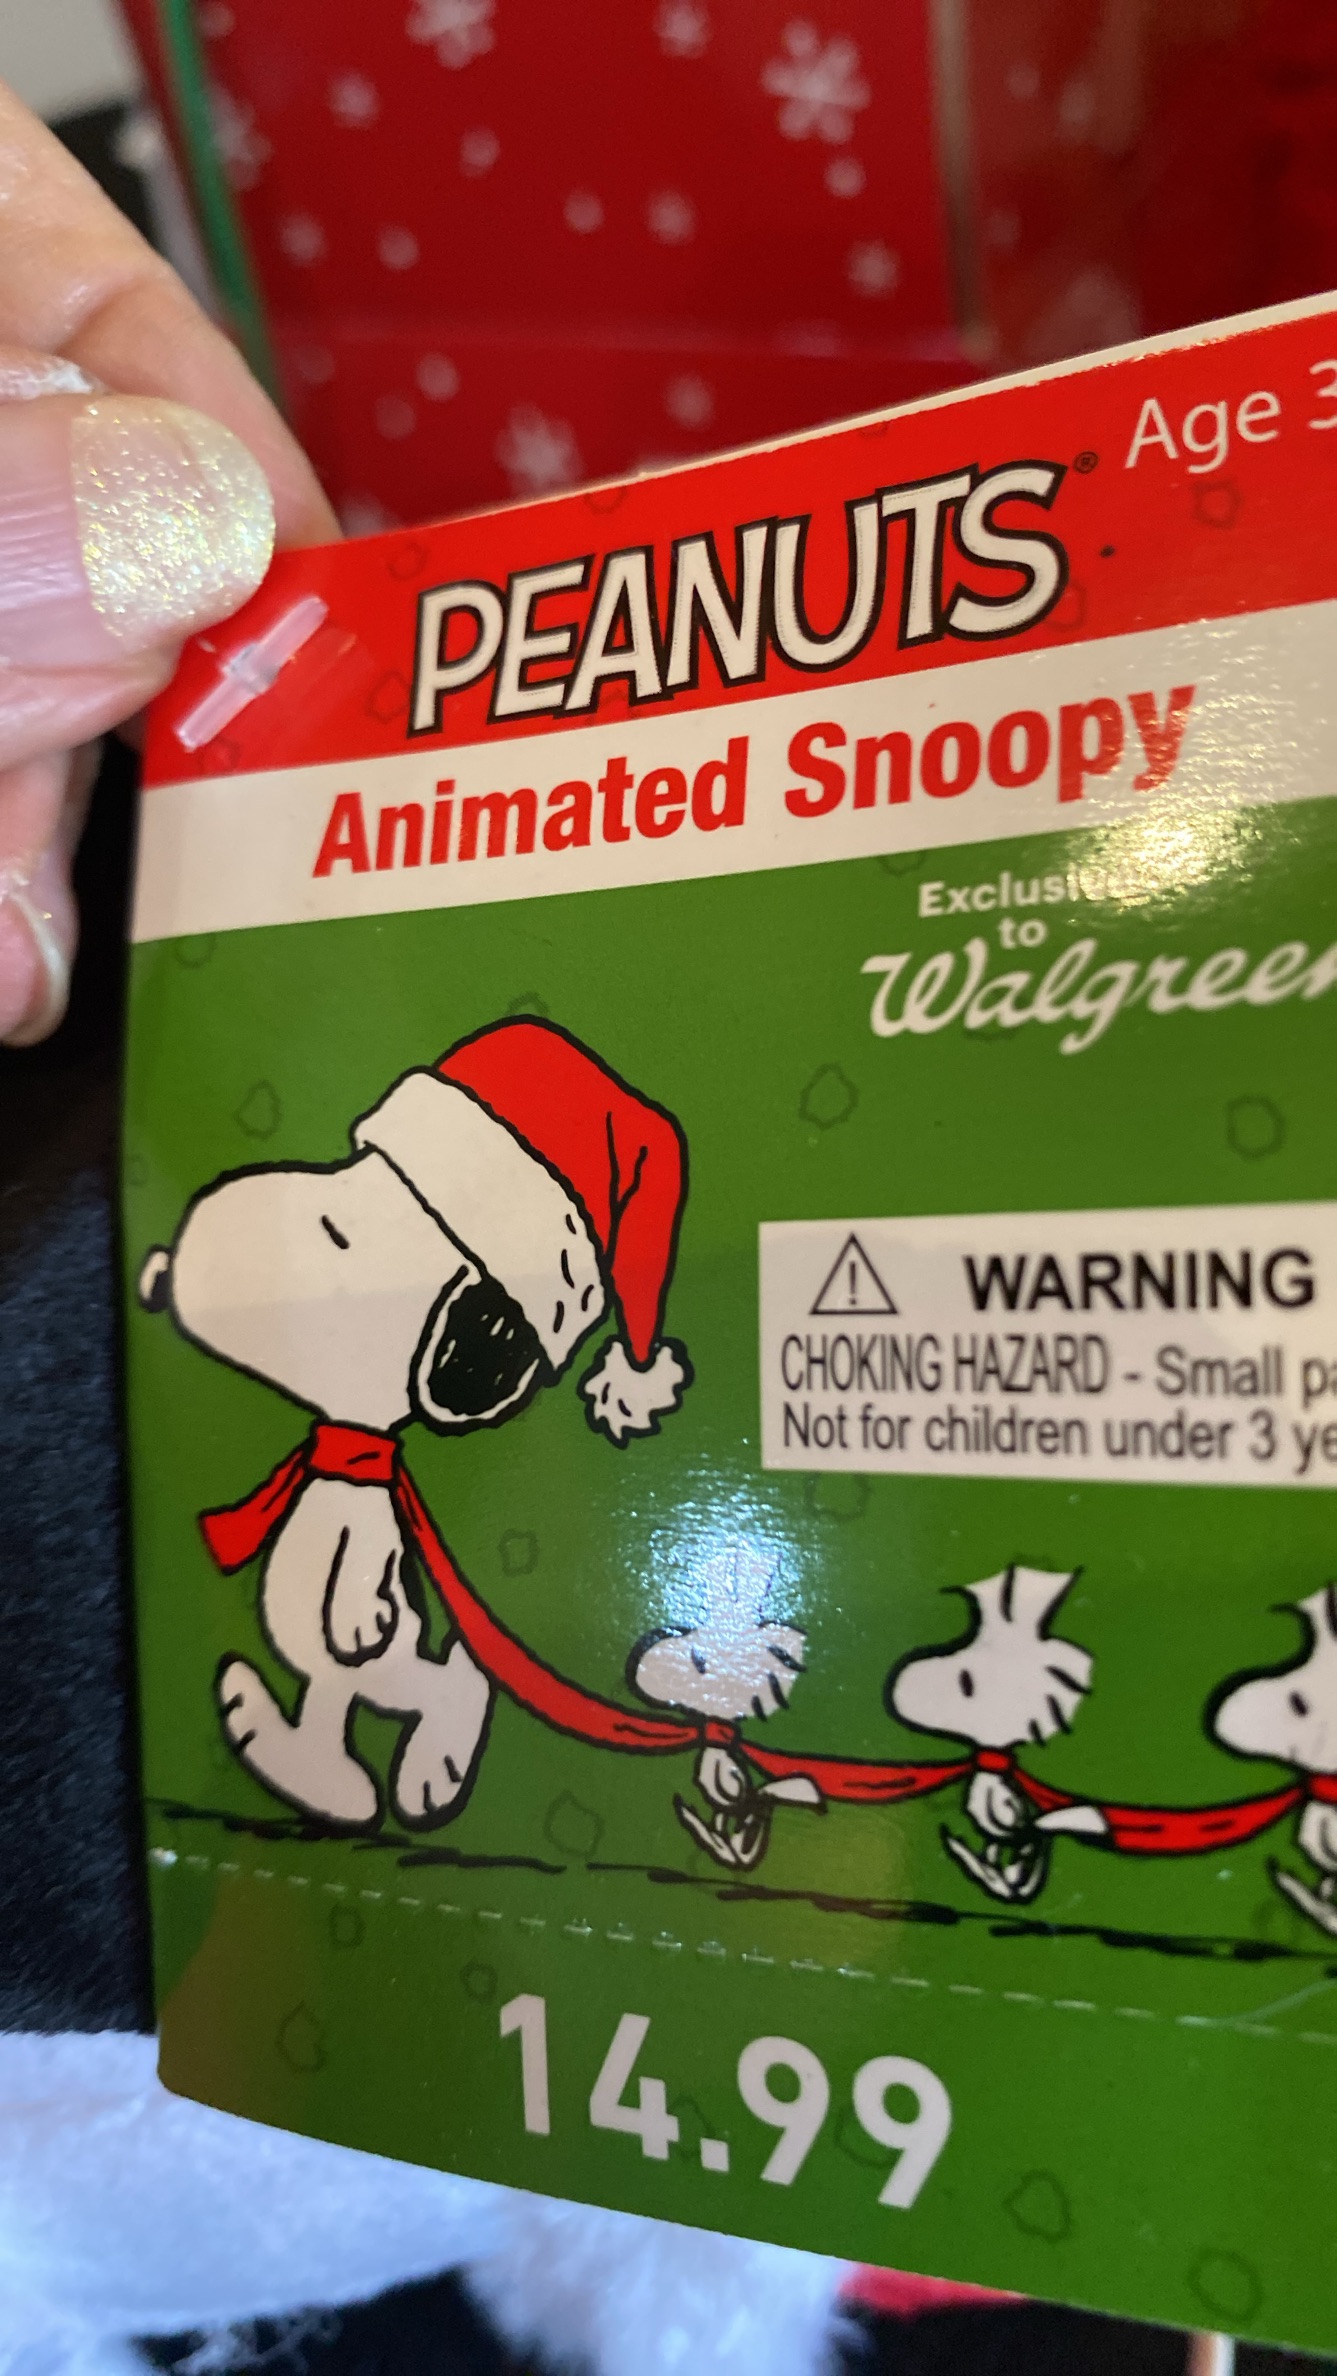 Age 3
PEANUTS®
Animated Snoopy
to
WARNING
CHOKING HAZARD - Small
Not for children under 3
14.99